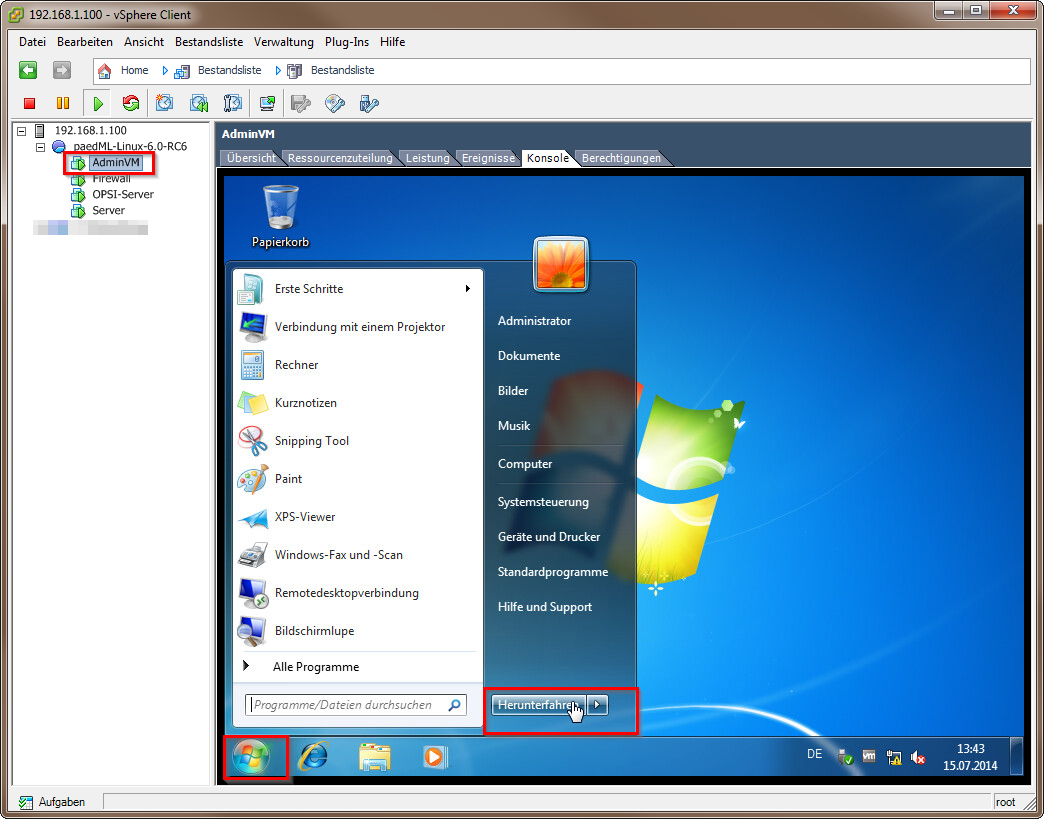 192.168.1.100 - vSphere Client
Datei Bearbeiten Ansicht Bestandsliste Verwaltung Plug-Ins Hilfe
Home Bestandsliste Bestandsliste
192.168.1.100
paedML-Linux-6.0-RC6
AdminVM
Firewall
OPSI-Server
Server
AdminVM
Übersicht Ressourcenzuteilung Leistung Ereignisse Konsole Berechtigungen
Papierkorb
Erste Schritte
Verbindung mit einem Projektor
Rechner
Kurznotizen
Snipping Tool
Paint
XPS-Viewer
Windows-Fax und -Scan
Remotedesktopverbindung
Bildschirmlupe
Alle Programme
Programme/Dateien durchsuchen
Administrator
Dokumente
Bilder
Musik
Computer
Systemsteuerung
Geräte und Drucker
Standardprogramme
Hilfe und Support
Herunterfahre
DE
vm
13:43
15.07.2014
Aufgaben
root